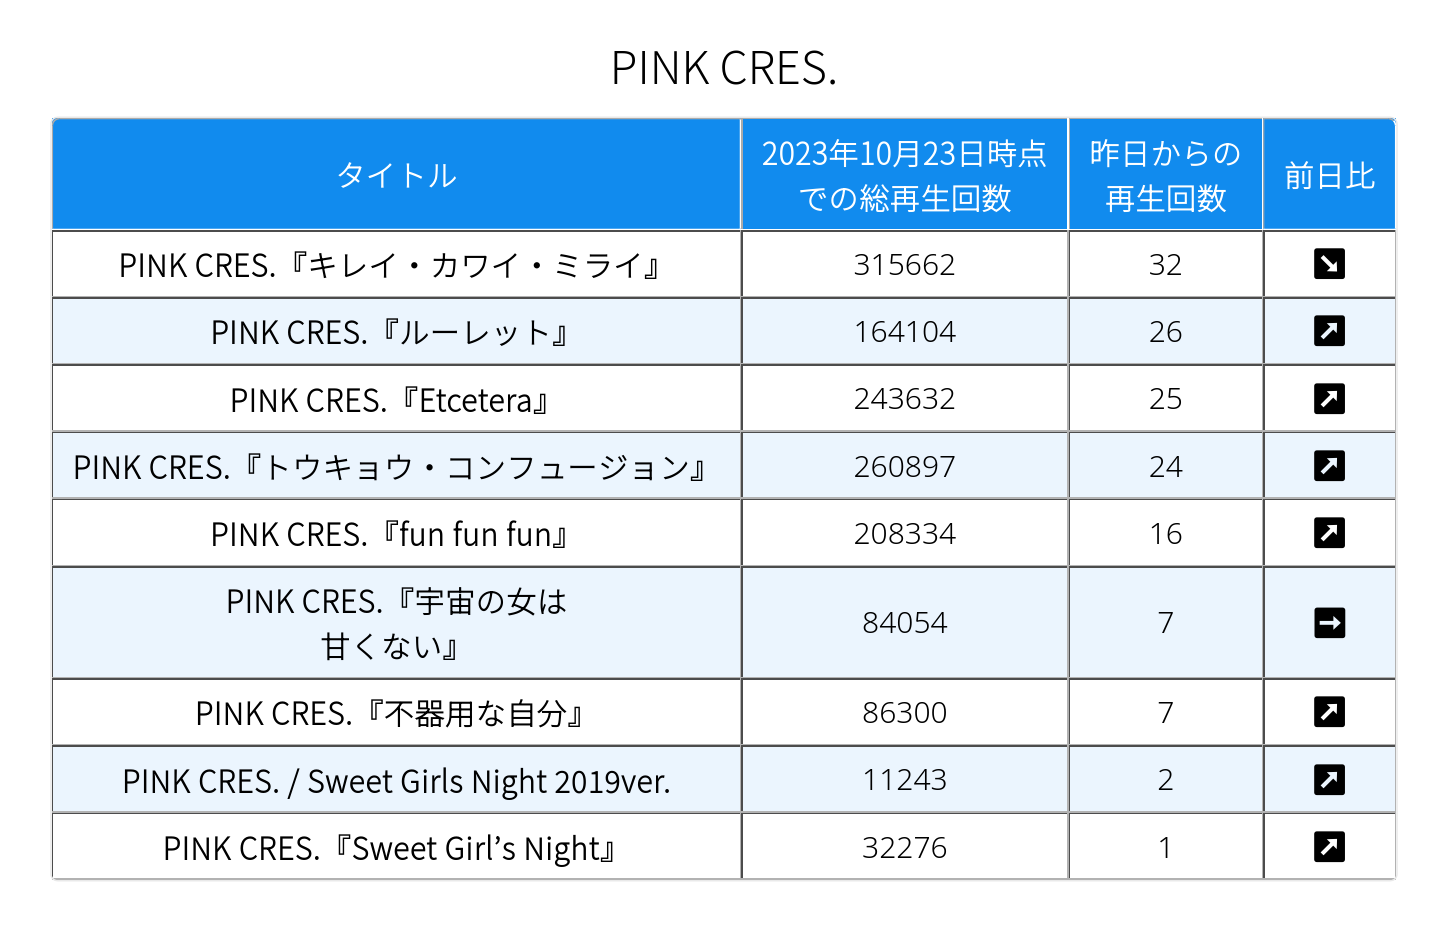 PINK CRES.
タイトル
2023年10月23日時点
での総再生回数
昨日からの
再生回数
前日比
PINK CRES.『キレイ・カワイ・ミライ』 315662 32 ↘
PINK CRES.『ルーレット』 164104 26 ↗
PINK CRES.『Etcetera』 243632 25 ↗
PINK CRES.『トウキョウ・コンフュージョン』 260897 24 ↗
PINK CRES.『fun fun fun』 208334 16 ↗
PINK CRES.『宇宙の女は
甘くない』 84054 7 →
PINK CRES.『不器用な自分』 86300 7 ↗
PINK CRES. / Sweet Girls Night 2019ver. 11243 2 ↗
PINK CRES.『Sweet Girl’s Night』 32276 1 ↗